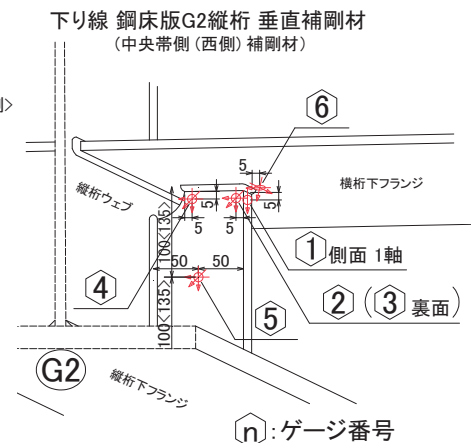 下り線 鋼床版G2縦桁 垂直補剛材
(中央帯側(西側)補剛材)
>
6
5
横桁下フランジ
縦桁ウェブ
5
5
5
5
1 側面 1軸
100<135>
50
50
4
2 (3 裏面)
5
100<135>
G2
縦桁下フランジ
n:ゲージ番号